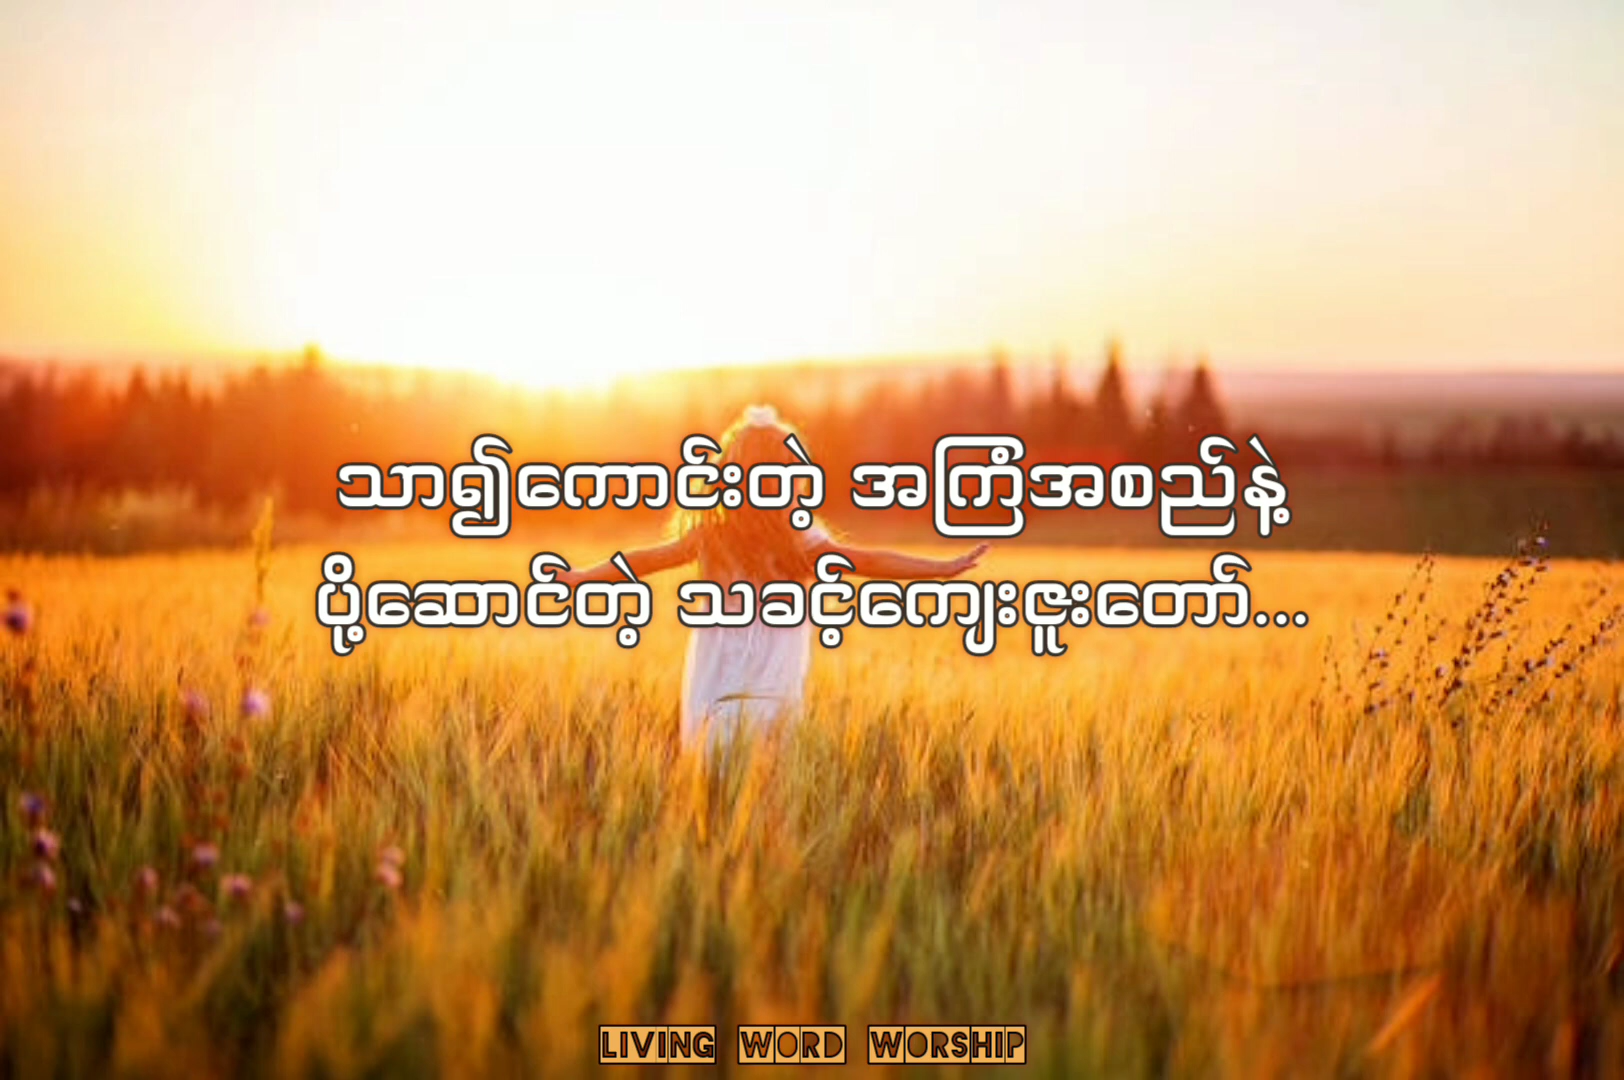 သာ၍ကောင်းတဲ့ အကြံအစည်နဲ့
ပို့ဆောင်တဲ့ သခင့်ကျေးဇူးတော်...
LIVING WORD WORSHIP